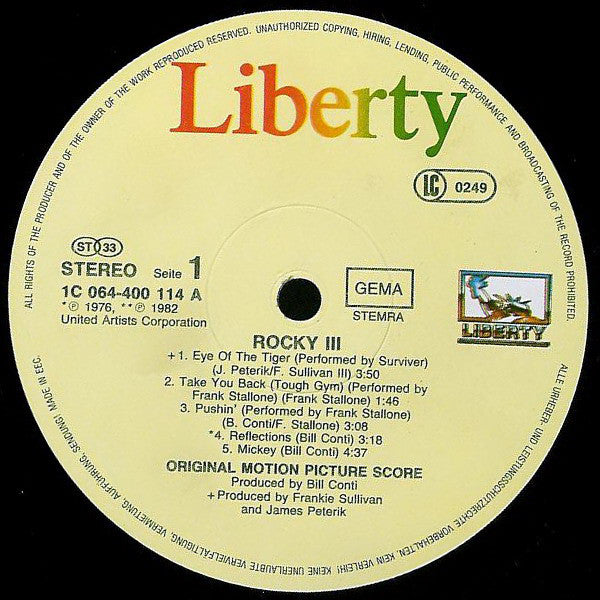 ALL RIGHTS OF THE PRODUCER AND OF THE OWNER OF THE WORK REPRODUCED RESERVED. UNAUTHORIZED COPYING, HIRING, LENDING, PUBLIC PERFORMANCE AND BROADCASTING OF THE RECORD PROHIBITED.
Liberty
LC 0249
ST 33
STEREO Seite 1
1C 064-400 114 A
* ℗ 1976, ** ℗ 1982
United Artists Corporation
GEMA
STEMRA
LIBERTY
ROCKY III
+1. Eye Of The Tiger (Performed by Surviver)
(J. Peterik/F. Sullivan III) 3:50
2. Take You Back (Tough Gym) (Performed by
Frank Stallone) (Frank Stallone) 1:46
3. Pushin' (Performed by Frank Stallone)
(B. Conti/F. Stallone) 3:08
*4. Reflections (Bill Conti) 3:18
5. Mickey (Bill Conti) 4:37
ORIGINAL MOTION PICTURE SCORE
Produced by Bill Conti
+Produced by Frankie Sullivan
and James Peterik
ALLE URHEBER- UND LEISTUNGSSCHUTZRECHTE VORBEHALTEN. KEIN VERLEIH! KEINE UNERLAUBTE VERVIELFÄLTIGUNG, VERMIETUNG, AUFFÜHRUNG, SENDUNG! MADE IN EEC.